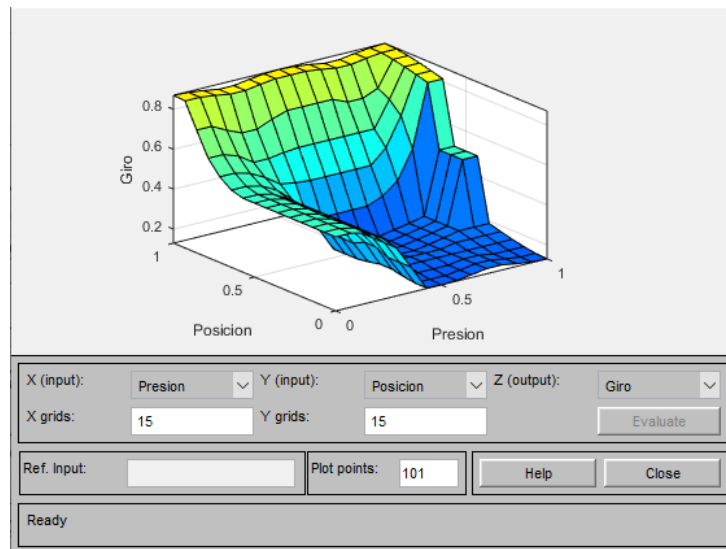 0.8
0.6
0.4
0.2
Giro
1
0.5
0
Posicion
0
0.5
1
Presion
X (input): Presion Y (input): Posicion Z (output): Giro
X grids: 15 Y grids: 15 Evaluate
Ref. Input: Plot points: 101 Help Close
Ready